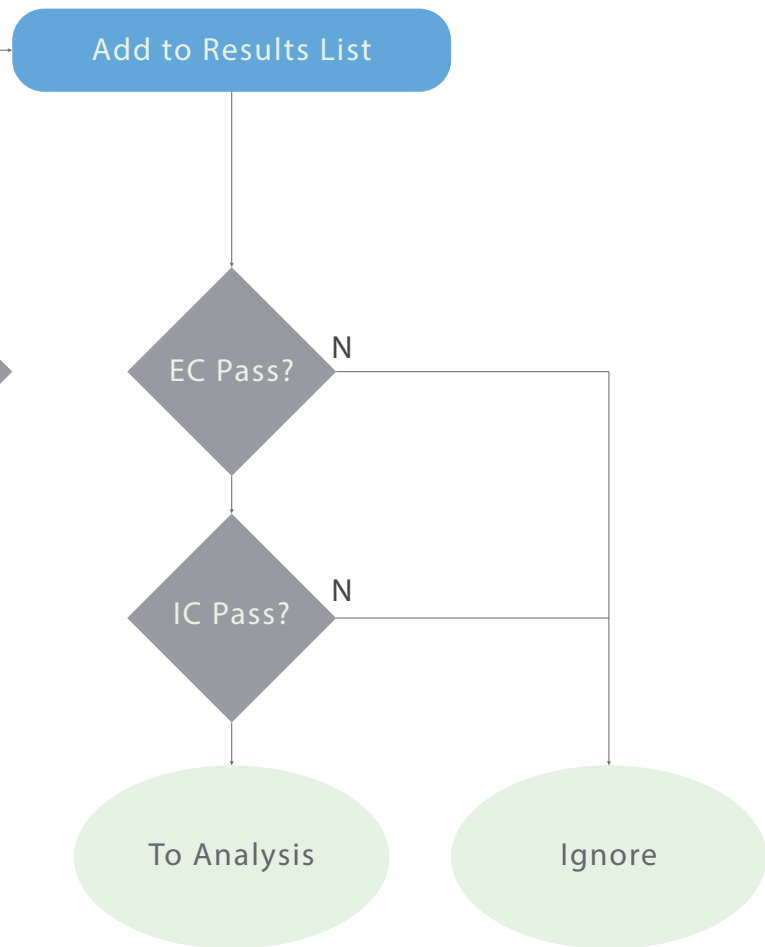 Add to Results List
N
EC Pass?
N
IC Pass?
To Analysis
Ignore